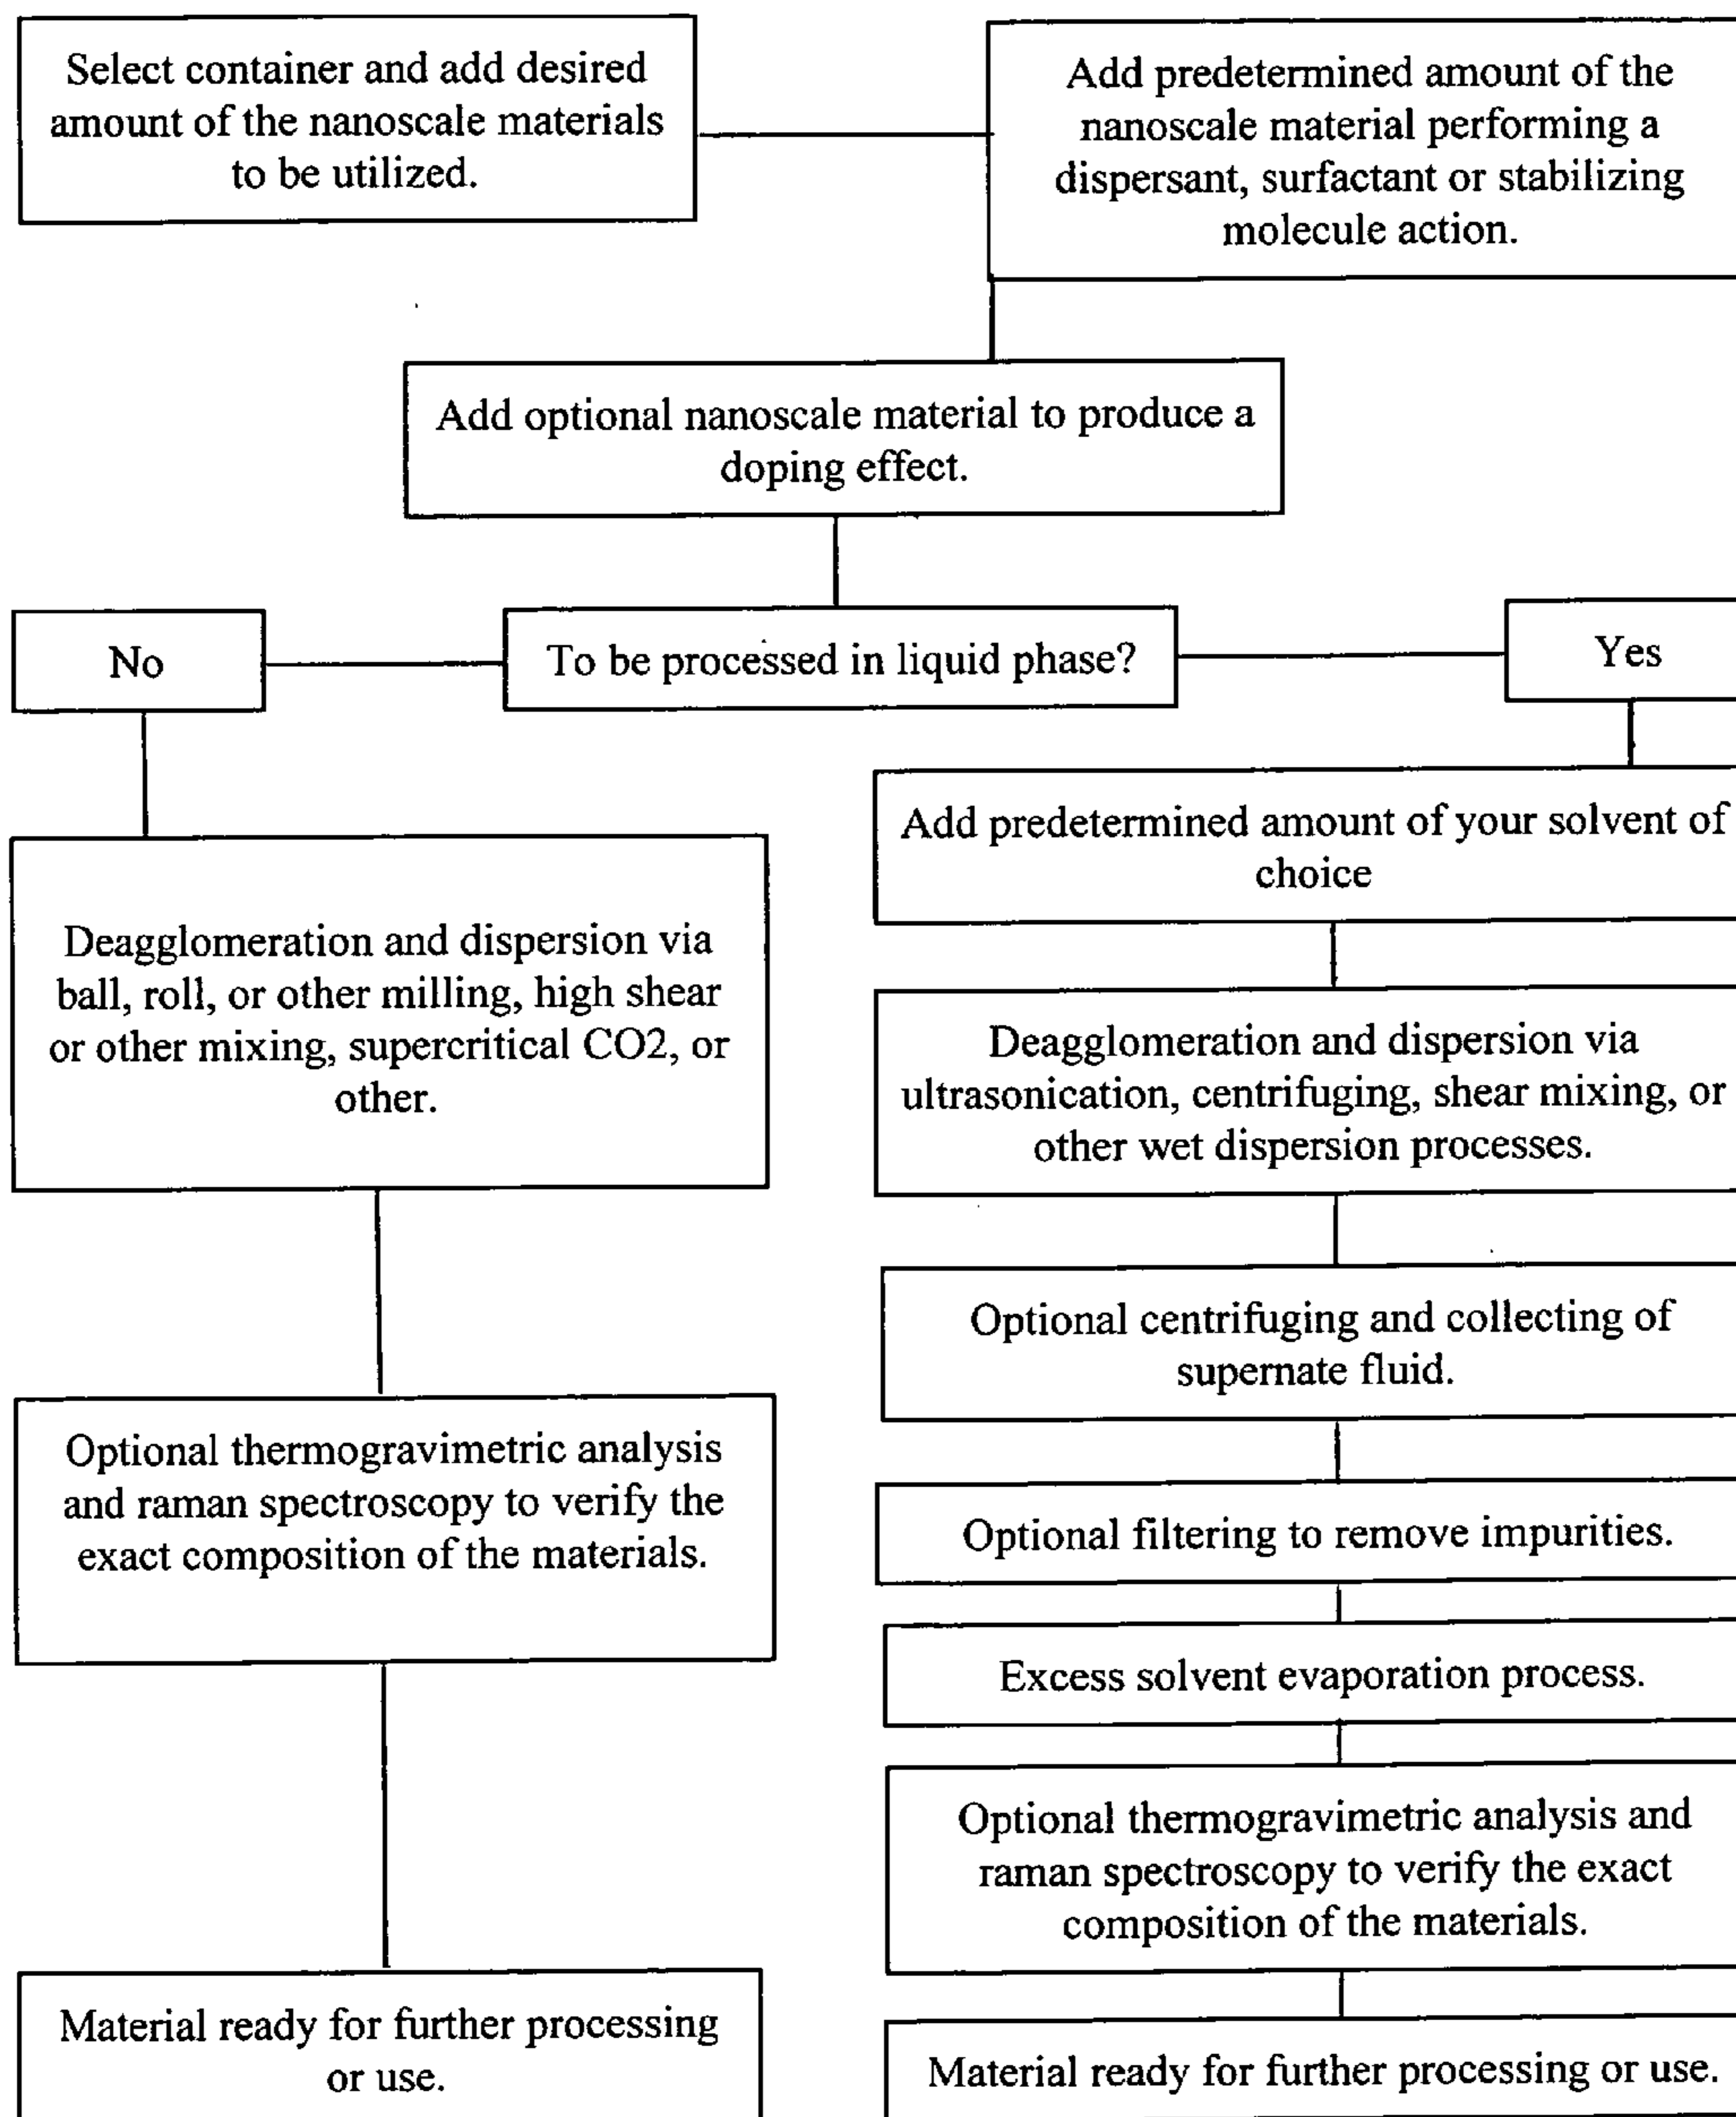 Select container and add desired
amount of the nanoscale materials
to be utilized.
Add predetermined amount of the
nanoscale material performing a
dispersant, surfactant or stabilizing
molecule action.
Add optional nanoscale material to produce a
doping effect.
No
To be processed in liquid phase?
Yes
Add predetermined amount of your solvent of
choice
Deagglomeration and dispersion via
ball, roll, or other milling, high shear
or other mixing, supercritical CO2, or
other.
Deagglomeration and dispersion via
ultrasonication, centrifuging, shear mixing, or
other wet dispersion processes.
Optional centrifuging and collecting of
supernate fluid.
Optional thermogravimetric analysis
and raman spectroscopy to verify the
exact composition of the materials.
Optional filtering to remove impurities.
Excess solvent evaporation process.
Optional thermogravimetric analysis and
raman spectroscopy to verify the exact
composition of the materials.
Material ready for further processing
or use.
Material ready for further processing or use.